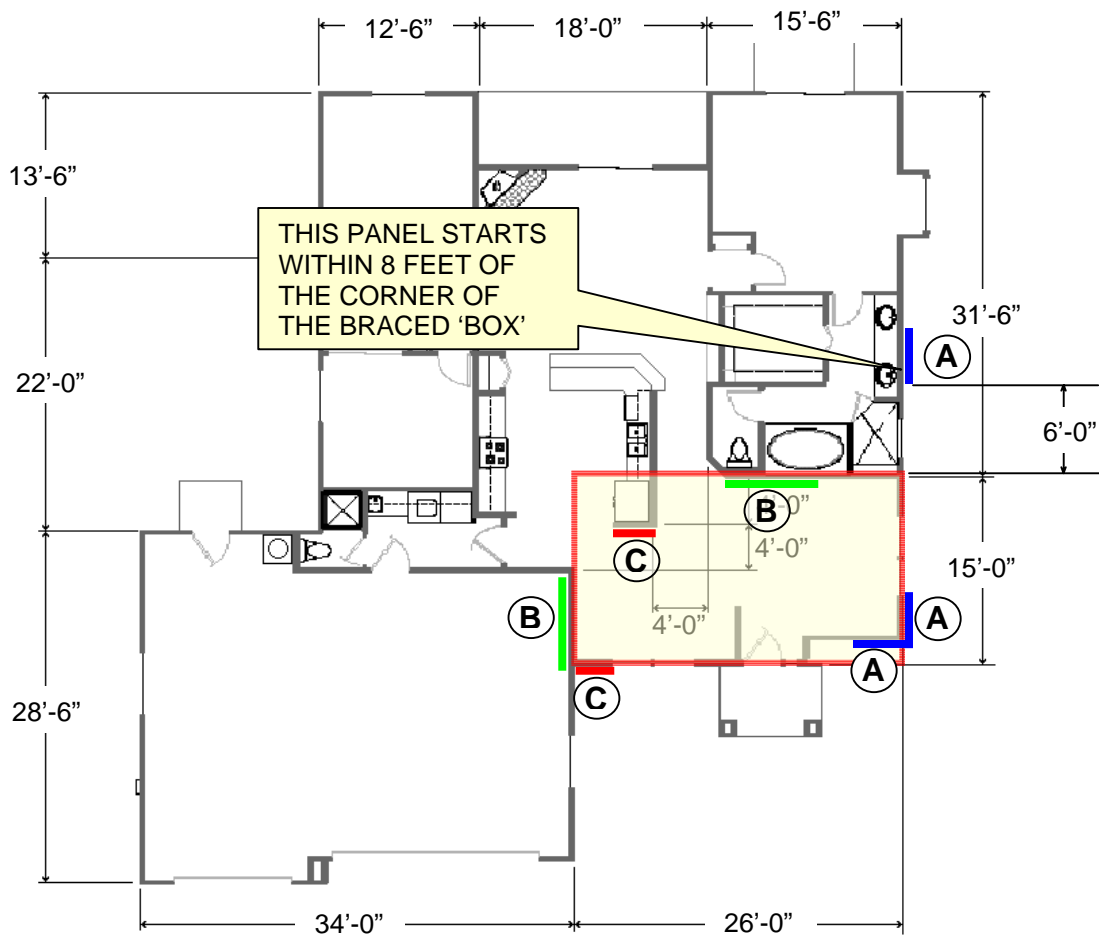 12’-6”
18’-0”
15’-6”
13’-6”
THIS PANEL STARTS
WITHIN 8 FEET OF
THE CORNER OF
THE BRACED ‘BOX’
31’-6”
A
22’-0”
6’-0”
B
-0”
C
4’-0”
15’-0”
B
4’-0”
A
A
C
28’-6”
34’-0”
26’-0”